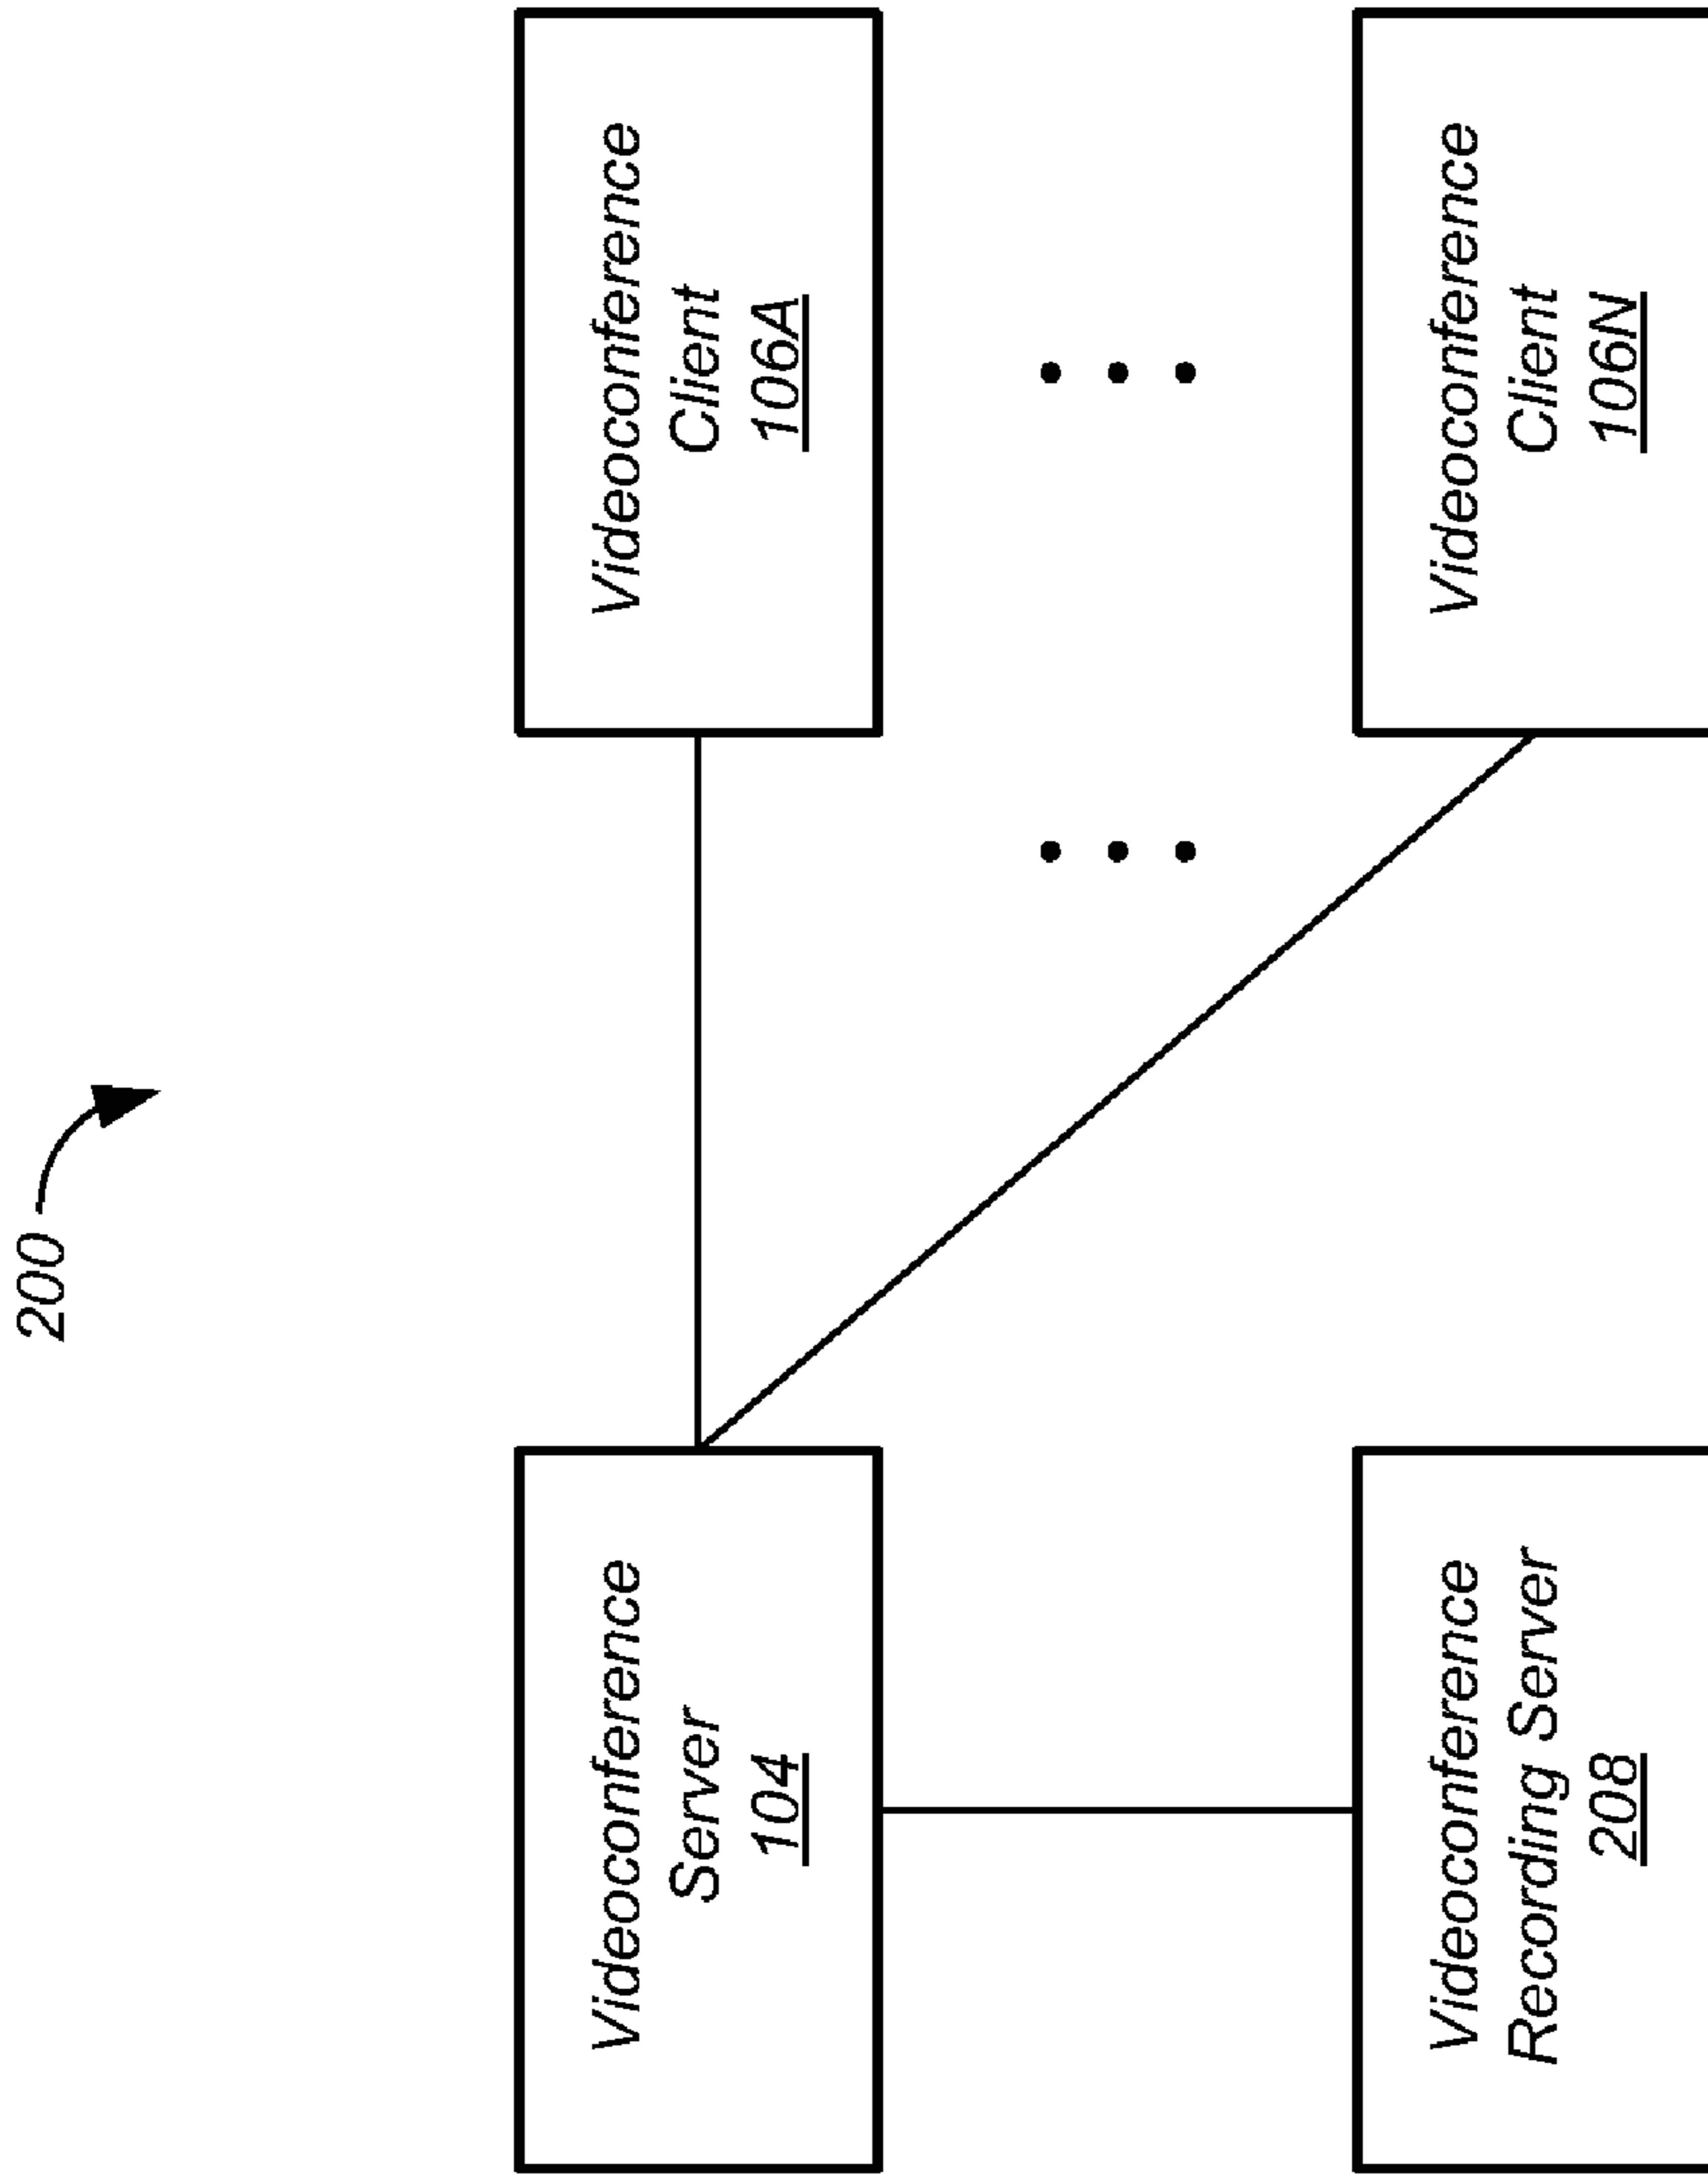 200
Videoconference
Server
104
Videoconference
Client
106A
Videoconference
Recording Server
208
Videoconference
Client
106N